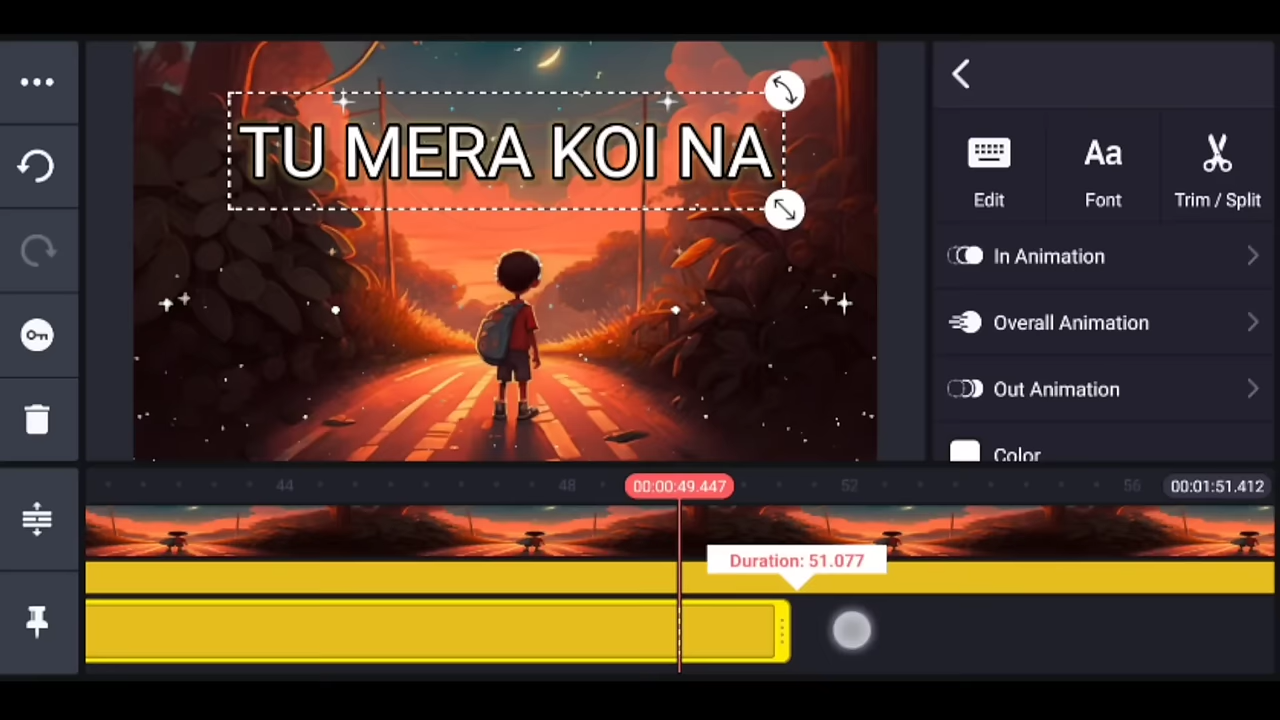 TU MERA KOI NA
Edit
Font
Aa
Trim / Split
In Animation
Overall Animation
Out Animation
Color
44
48
00:00:49.447
52
56
00:01:51.412
Duration: 51.077